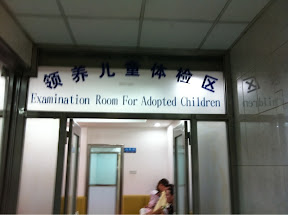 领养儿童体检区
Examination Room For Adopted Children